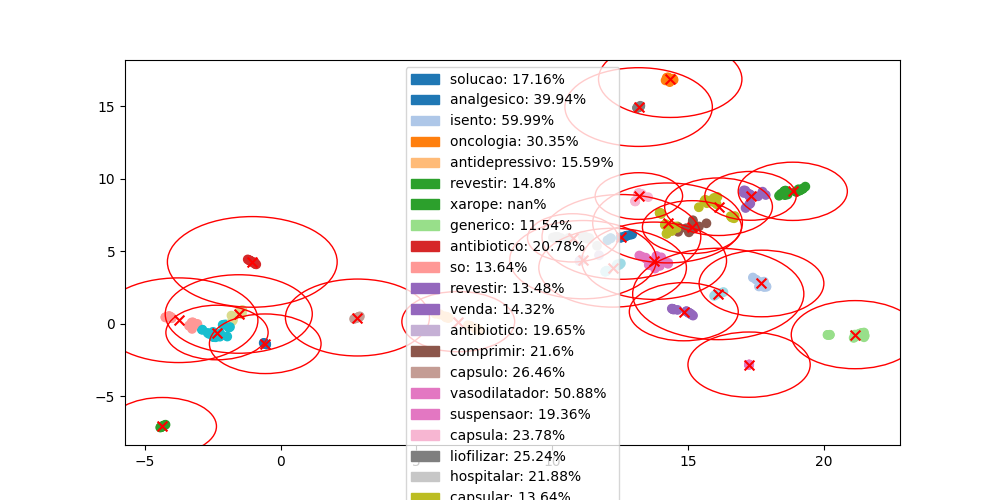 15
10
5
0
−5
−5
0
5
10
15
20
solucao: 17.16%
analgesico: 39.94%
isento: 59.99%
oncologia: 30.35%
antidepressivo: 15.59%
revestir: 14.8%
xarope: nan%
generico: 11.54%
antibiotico: 20.78%
so: 13.64%
revestir: 13.48%
venda: 14.32%
antibiotico: 19.65%
comprimir: 21.6%
capsulo: 26.46%
vasodilatador: 50.88%
suspensaor: 19.36%
capsula: 23.78%
liofilizar: 25.24%
hospitalar: 21.88%
capsular: 13.64%